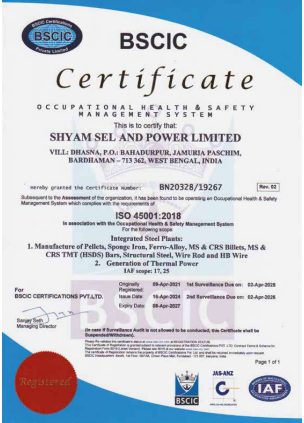 BSCIC Certifications
BSCIC
Private Limited
BSCIC
Certificate
OCCUPATIONAL HEALTH & SAFETY
MANAGEMENT SYSTEM
This is to certify that:
SHYAM SEL AND POWER LIMITED
VILL: DHASNA, P.O.: BAHADURPUR, JAMURIA PASCHIM,
BARDHAMAN – 713 362, WEST BENGAL, INDIA
Hereby granted the Certificate Number: BN20328/19267 Rev. 02
Subsequent to the Assessment of the organization, it has been found to be operating an Occupational Health & Safety
Management System which complies with the requirements of
ISO 45001:2018
In association with the Occupational Health & Safety Management System
For the following scope
Integrated Steel Plants:
1. Manufacture of Pellets, Sponge Iron, Ferro-Alloy, MS & CRS Billets, MS &
CRS TMT (HSDS) Bars, Structural Steel, Wire Rod and HB Wire
2. Generation of Thermal Power
IAF scope: 17, 25
For
BSCIC CERTIFICATIONS PVT.LTD.
Originally Registered: 09-Apr-2021 1st Surveillance Due on: 02-Apr-2025
Issue Date: 16-Apr-2024 2nd Surveillance Due on: 02-Apr-2026
Expiry Date: 08-Apr-2027
Sanjay Seth
Managing Director
(In case if Surveillance Audit is not allowed to be conducted, this Certificate shall be
Suspended/Withdrawn).
Page 1 of 1
Registered
BSCIC
JAS-ANZ
IAF